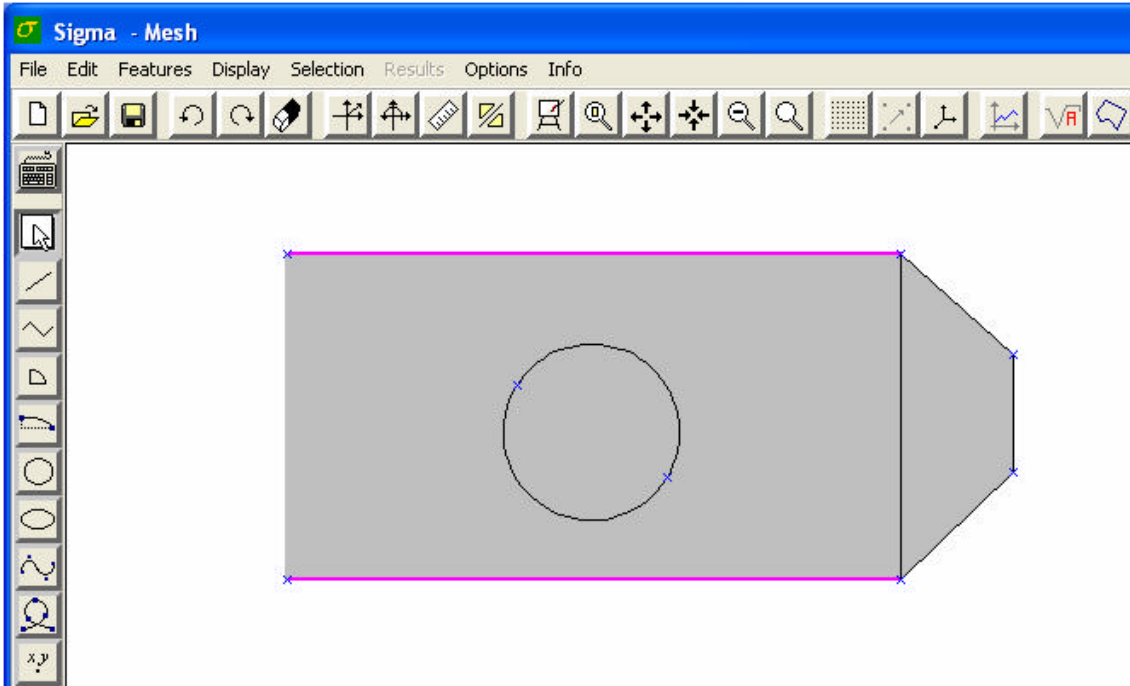 σ Sigma - Mesh
File Edit Features Display Selection Results Options Info
√A
x,y